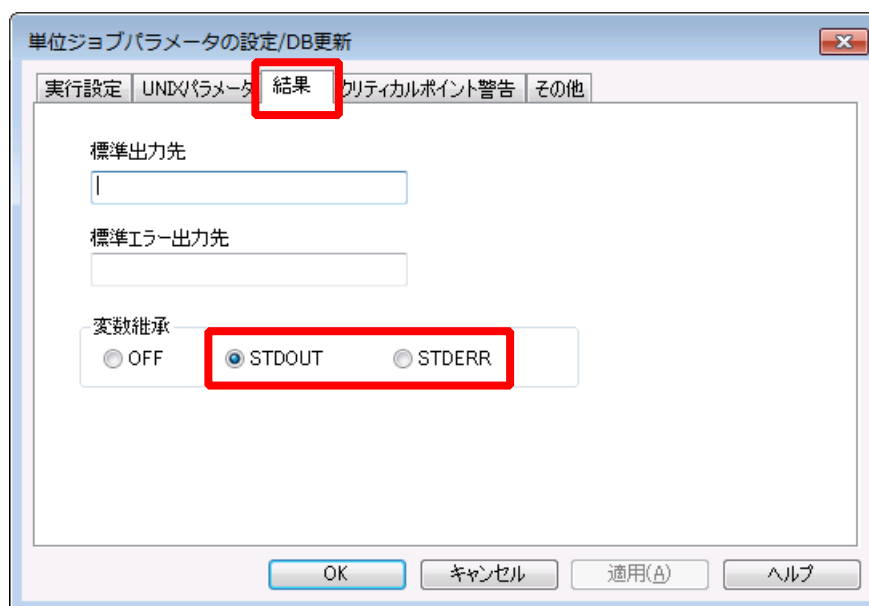 単位ジョブパラメータの設定/DB更新
実行設定 UNIXパラメータ 結果 クリティカルポイント警告 その他
標準出力先
標準エラー出力先
変数継承
OFF STDOUT STDERR
OK キャンセル 適用(A) ヘルプ